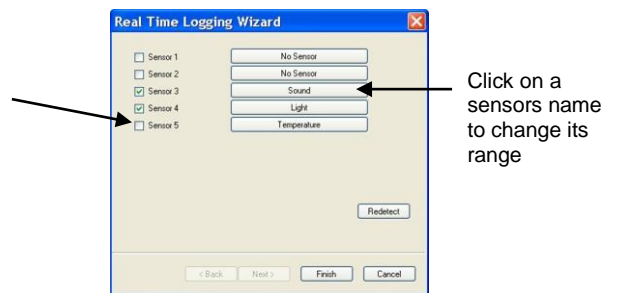 Real Time Logging Wizard
Sensor 1 No Sensor
Sensor 2 No Sensor
Sensor 3 Sound
Sensor 4 Light
Sensor 5 Temperature
Click on a
sensors name
to change its
range
Redetect
< Back Next > Finish Cancel